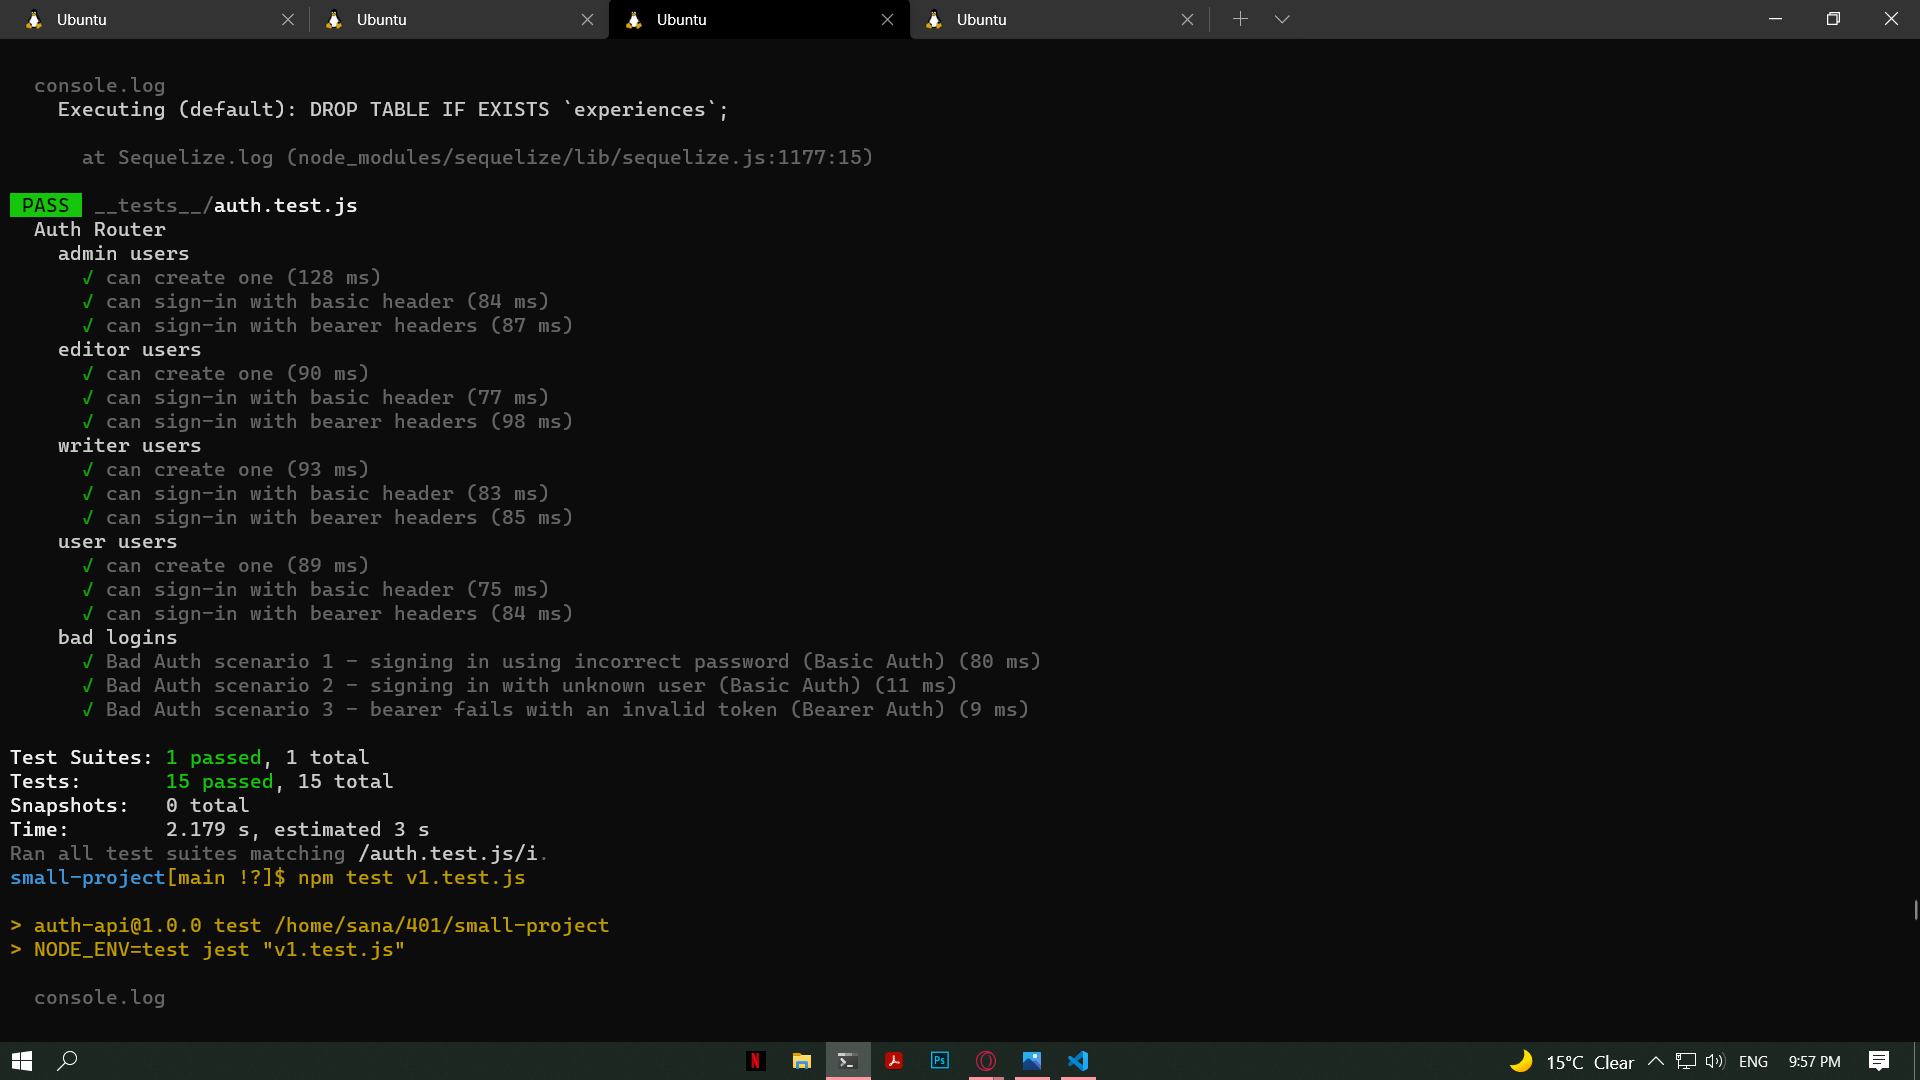 Ubuntu
Ubuntu
Ubuntu
Ubuntu
console.log
Executing (default): DROP TABLE IF EXISTS `experiences`;
at Sequelize.log (node_modules/sequelize/lib/sequelize.js:1177:15)
PASS __tests__/auth.test.js
Auth Router
admin users
√ can create one (128 ms)
√ can sign-in with basic header (84 ms)
√ can sign-in with bearer headers (87 ms)
editor users
√ can create one (90 ms)
√ can sign-in with basic header (77 ms)
√ can sign-in with bearer headers (98 ms)
writer users
√ can create one (93 ms)
√ can sign-in with basic header (83 ms)
√ can sign-in with bearer headers (85 ms)
user users
√ can create one (89 ms)
√ can sign-in with basic header (75 ms)
√ can sign-in with bearer headers (84 ms)
bad logins
√ Bad Auth scenario 1 - signing in using incorrect password (Basic Auth) (80 ms)
√ Bad Auth scenario 2 - signing in with unknown user (Basic Auth) (11 ms)
√ Bad Auth scenario 3 - bearer fails with an invalid token (Bearer Auth) (9 ms)
Test Suites: 1 passed, 1 total
Tests: 15 passed, 15 total
Snapshots: 0 total
Time: 2.179 s, estimated 3 s
Ran all test suites matching /auth.test.js/i.
small-project[main !?]$ npm test v1.test.js
> auth-api@1.0.0 test /home/sana/401/small-project
> NODE_ENV=test jest "v1.test.js"
console.log
N
Ps
15°C Clear
ENG
9:57 PM